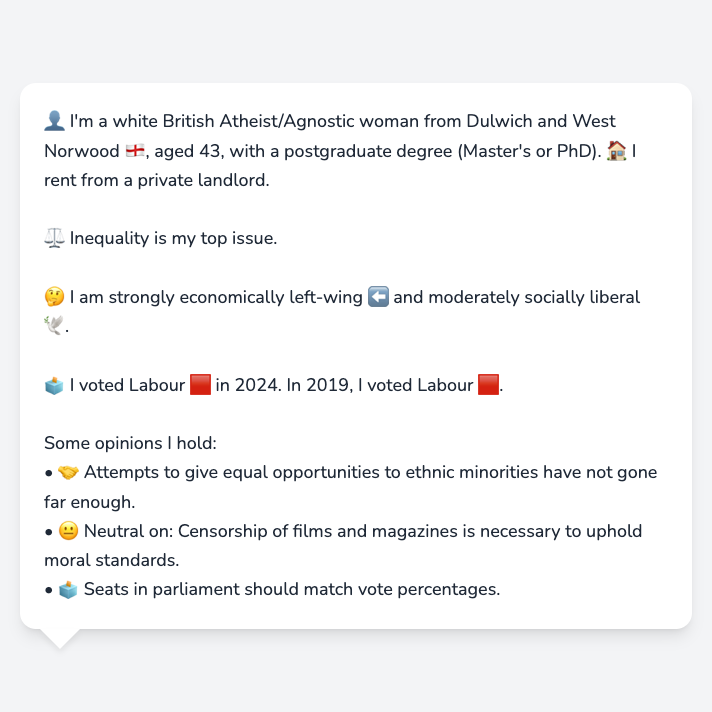 👤 I'm a white British Atheist/Agnostic woman from Dulwich and West
Norwood 🏴󠁧󠁢󠁥󠁮󠁧󠁿, aged 43, with a postgraduate degree (Master's or PhD). 🏠 I
rent from a private landlord.
⚖️ Inequality is my top issue.
🤔 I am strongly economically left-wing ⬅️ and moderately socially liberal
🕊️.
🗳️ I voted Labour 🟥 in 2024. In 2019, I voted Labour 🟥.
Some opinions I hold:
• 🤝 Attempts to give equal opportunities to ethnic minorities have not gone
far enough.
• 😐 Neutral on: Censorship of films and magazines is necessary to uphold
moral standards.
• 🗳️ Seats in parliament should match vote percentages.